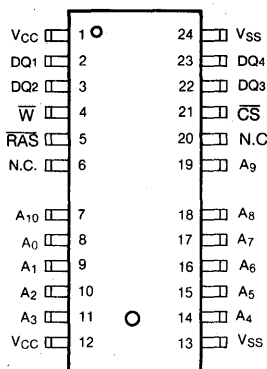 VCC 1 24 VSS
DQ1 2 23 DQ4
DQ2 3 22 DQ3
W̅ 4 21 C̅S̅
R̅A̅S̅ 5 20 N.C
N.C. 6 19 A9
A10 7 18 A8
A0 8 17 A7
A1 9 16 A6
A2 10 15 A5
A3 11 14 A4
VCC 12 13 VSS